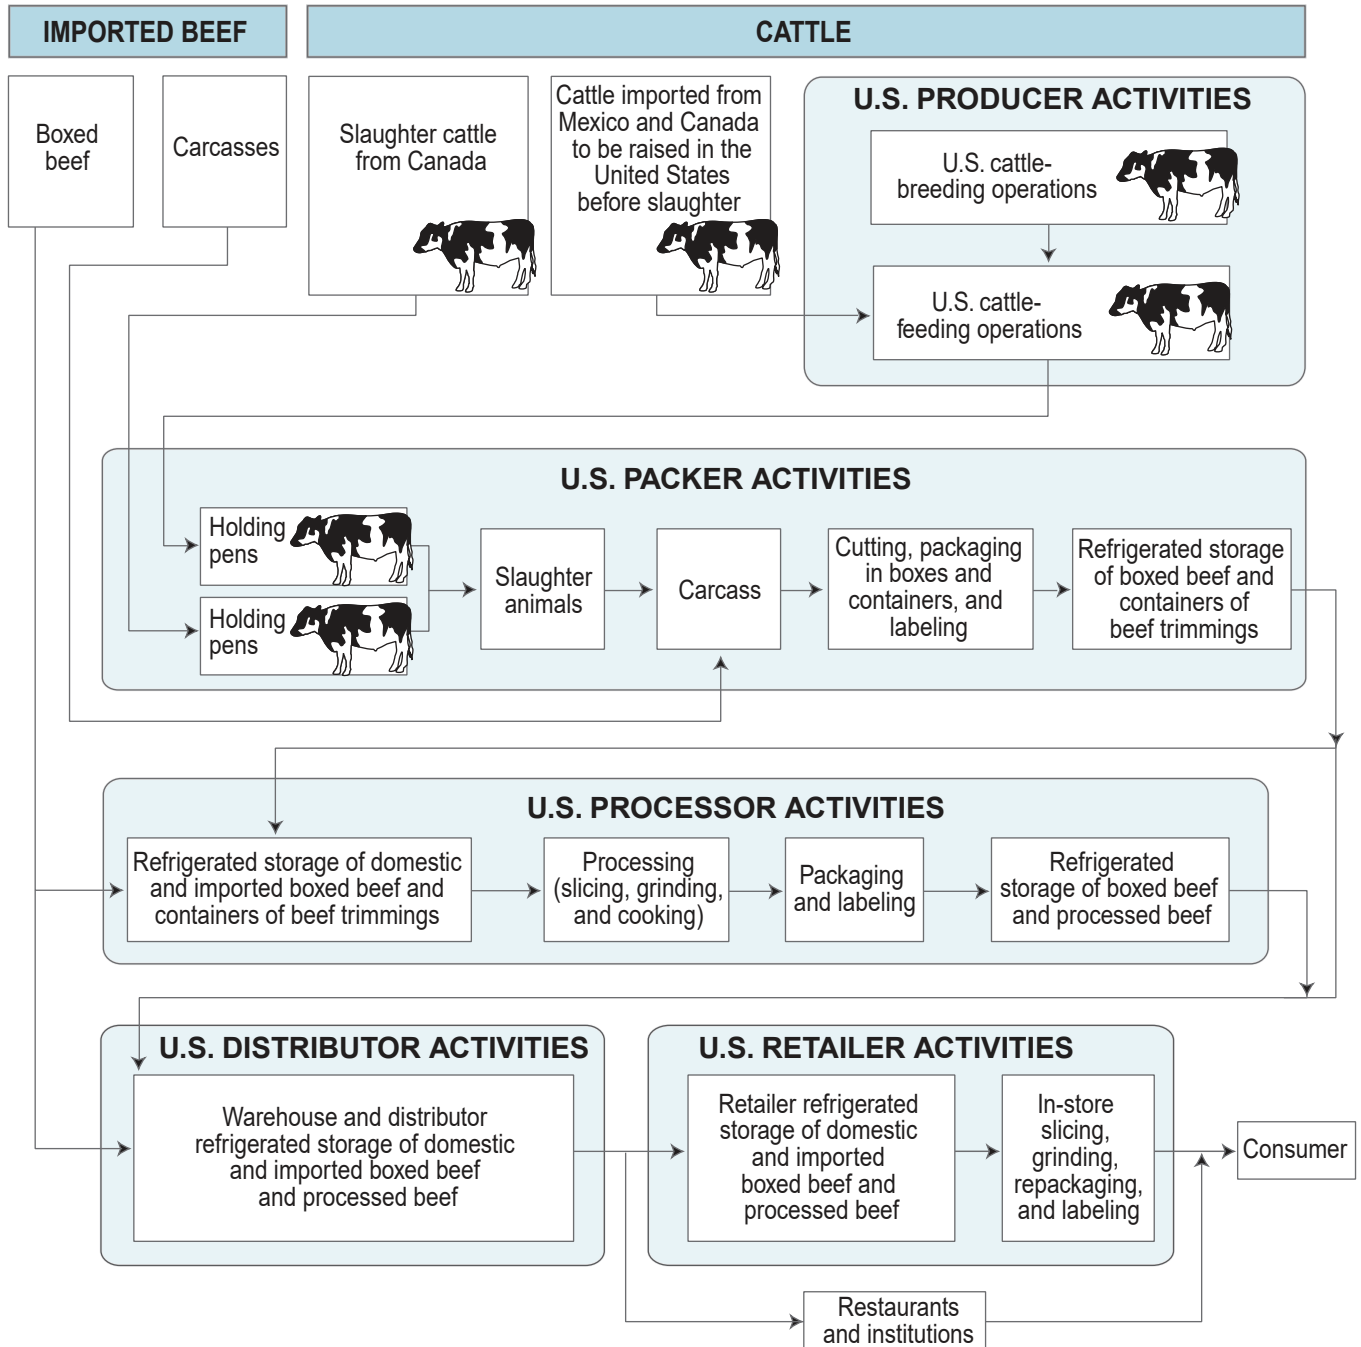 IMPORTED BEEF
CATTLE
Boxed
beef
Carcasses
Slaughter cattle
from Canada
Cattle imported from
Mexico and Canada
to be raised in the
United States
before slaughter
U.S. PRODUCER ACTIVITIES
U.S. cattle-
breeding operations
U.S. cattle-
feeding operations
U.S. PACKER ACTIVITIES
Holding
pens
Holding
pens
Slaughter
animals
Carcass
Cutting, packaging
in boxes and
containers, and
labeling
Refrigerated storage
of boxed beef and
containers of
beef trimmings
U.S. PROCESSOR ACTIVITIES
Refrigerated storage of domestic
and imported boxed beef and
containers of beef trimmings
Processing
(slicing, grinding,
and cooking)
Packaging
and labeling
Refrigerated
storage of boxed beef
and processed beef
U.S. DISTRIBUTOR ACTIVITIES
Warehouse and distributor
refrigerated storage of domestic
and imported boxed beef
and processed beef
U.S. RETAILER ACTIVITIES
Retailer refrigerated
storage of domestic
and imported
boxed beef and
processed beef
In-store
slicing,
grinding,
repackaging,
and labeling
Consumer
Restaurants
and institutions